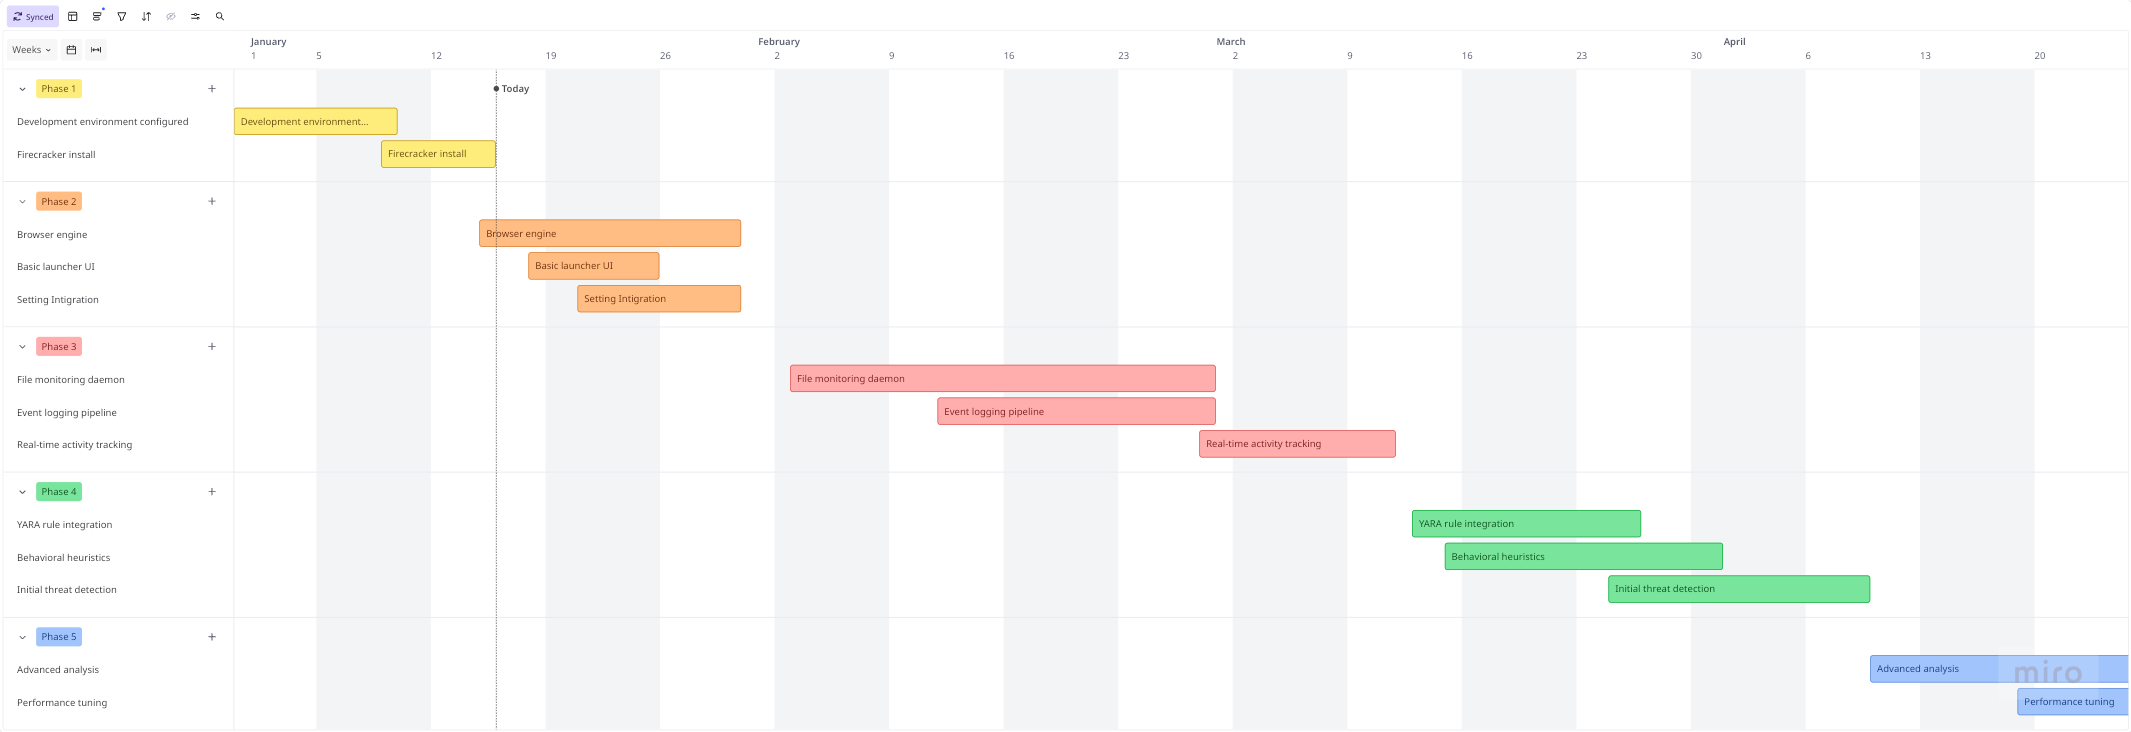 Synced
Weeks
January February March April
1 5 12 19 26 2 9 16 23 2 9 16 23 30 6 13 20
Phase 1
Today
Development environment configured
Development environment...
Firecracker install
Firecracker install
Phase 2
Browser engine
Browser engine
Basic launcher UI
Basic launcher UI
Setting Intigration
Setting Intigration
Phase 3
File monitoring daemon
File monitoring daemon
Event logging pipeline
Event logging pipeline
Real-time activity tracking
Real-time activity tracking
Phase 4
YARA rule integration
YARA rule integration
Behavioral heuristics
Behavioral heuristics
Initial threat detection
Initial threat detection
Phase 5
Advanced analysis
Advanced analysis
miro
Performance tuning
Performance tuning